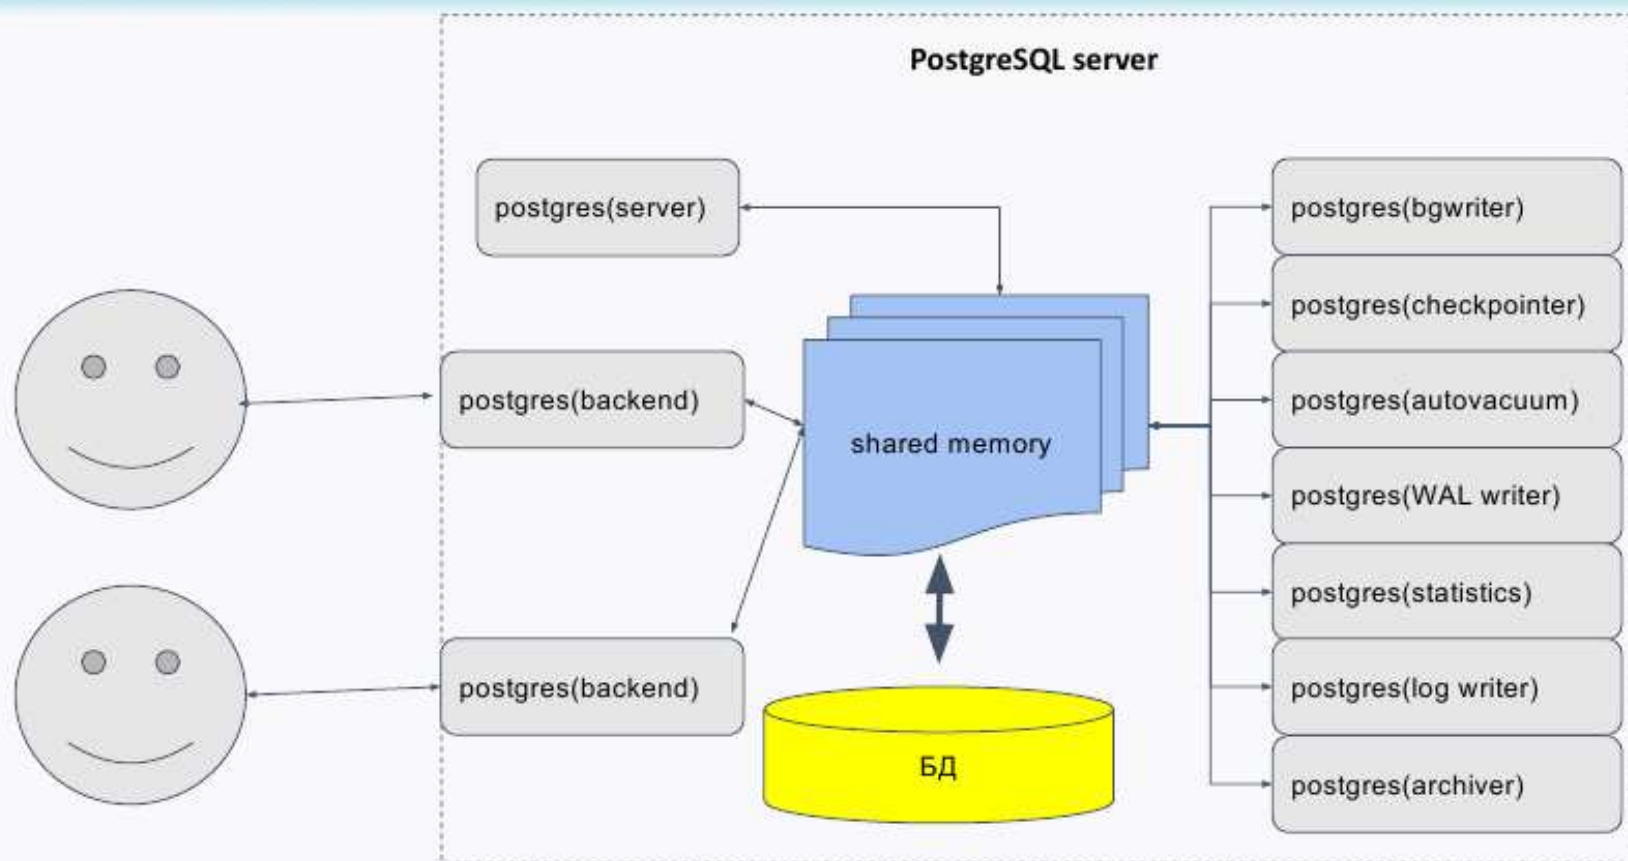 PostgreSQL server
postgres(server)
postgres(backend)
postgres(backend)
shared memory
БД
postgres(bgwriter)
postgres(checkpointer)
postgres(autovacuum)
postgres(WAL writer)
postgres(statistics)
postgres(log writer)
postgres(archiver)